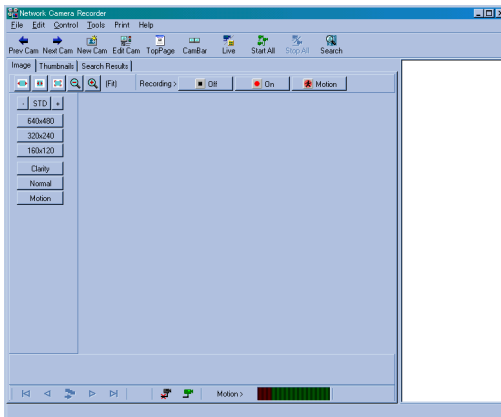 Network Camera Recorder
File Edit Control Tools Print Help
Prev Cam Next Cam New Cam Edit Cam TopPage CamBar Live Start All Stop All Search
Image Thumbnails Search Results
(Fit) Recording > Off On Motion
- STD +
640x480
320x240
160x120
Clarity
Normal
Motion
Motion >